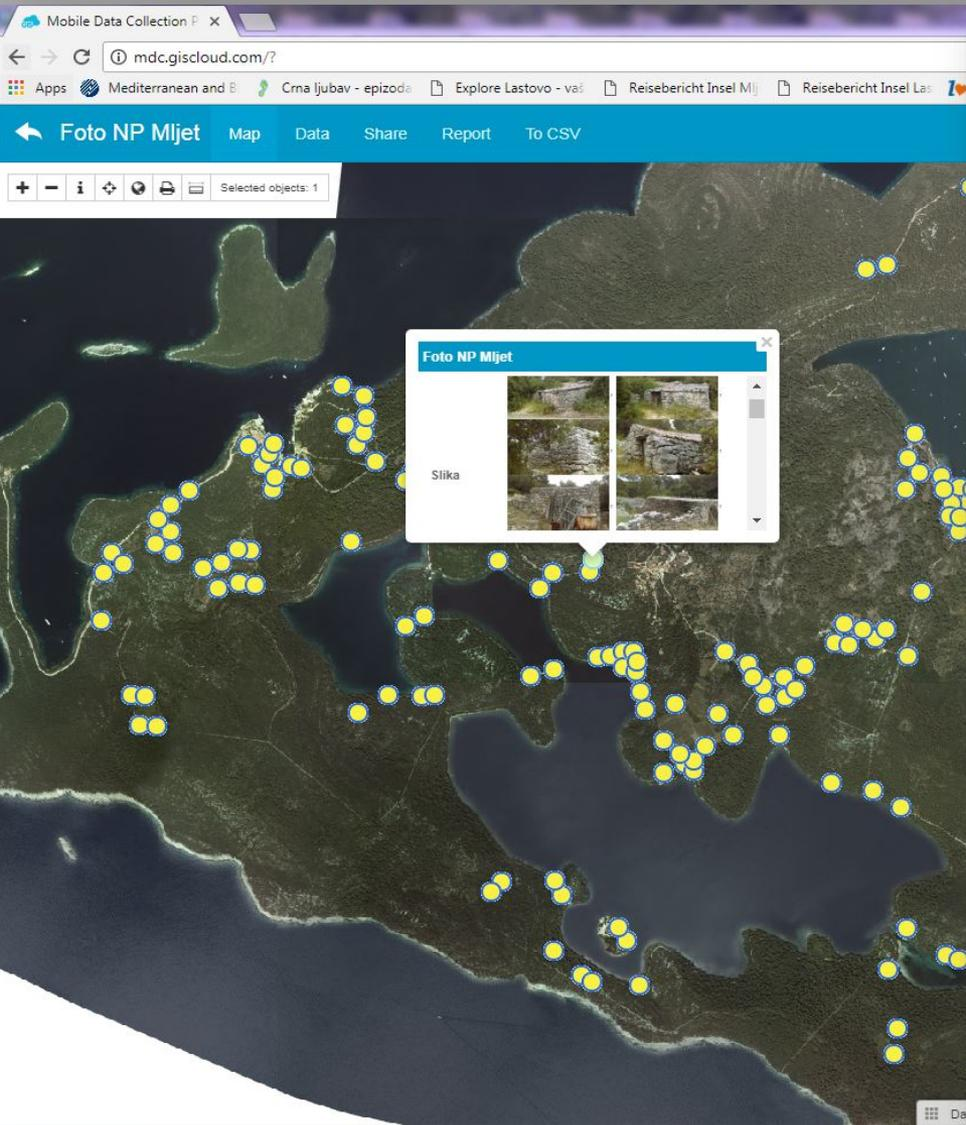 Mobile Data Collection P
mdc.giscloud.com/?
Apps Mediterranean and B Crna ljubav - epizoda Explore Lastovo - vaš Reisebericht Insel Mlj Reisebericht Insel Las
Foto NP Mljet Map Data Share Report To CSV
Selected objects: 1
Foto NP Mljet
Slika
Da